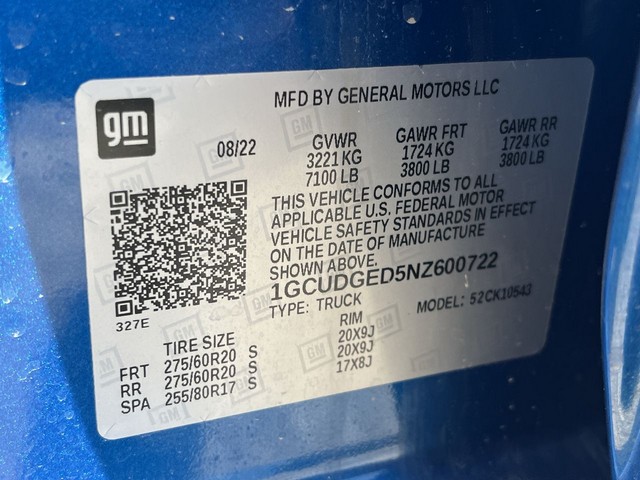 gm
MFD BY GENERAL MOTORS LLC
08/22
GVWR GAWR FRT GAWR RR
3221 KG 1724 KG 1724 KG
7100 LB 3800 LB 3800 LB
THIS VEHICLE CONFORMS TO ALL
APPLICABLE U.S. FEDERAL MOTOR
VEHICLE SAFETY STANDARDS IN EFFECT
ON THE DATE OF MANUFACTURE
SHOWN ABOVE.
1GCUDGED5NZ600722
TYPE: TRUCK MODEL: 52CK10543
327E
TIRE SIZE RIM
FRT 275/60R20 S 20X9J
RR 275/60R20 S 20X9J
SPA 255/80R17 S 17X8J